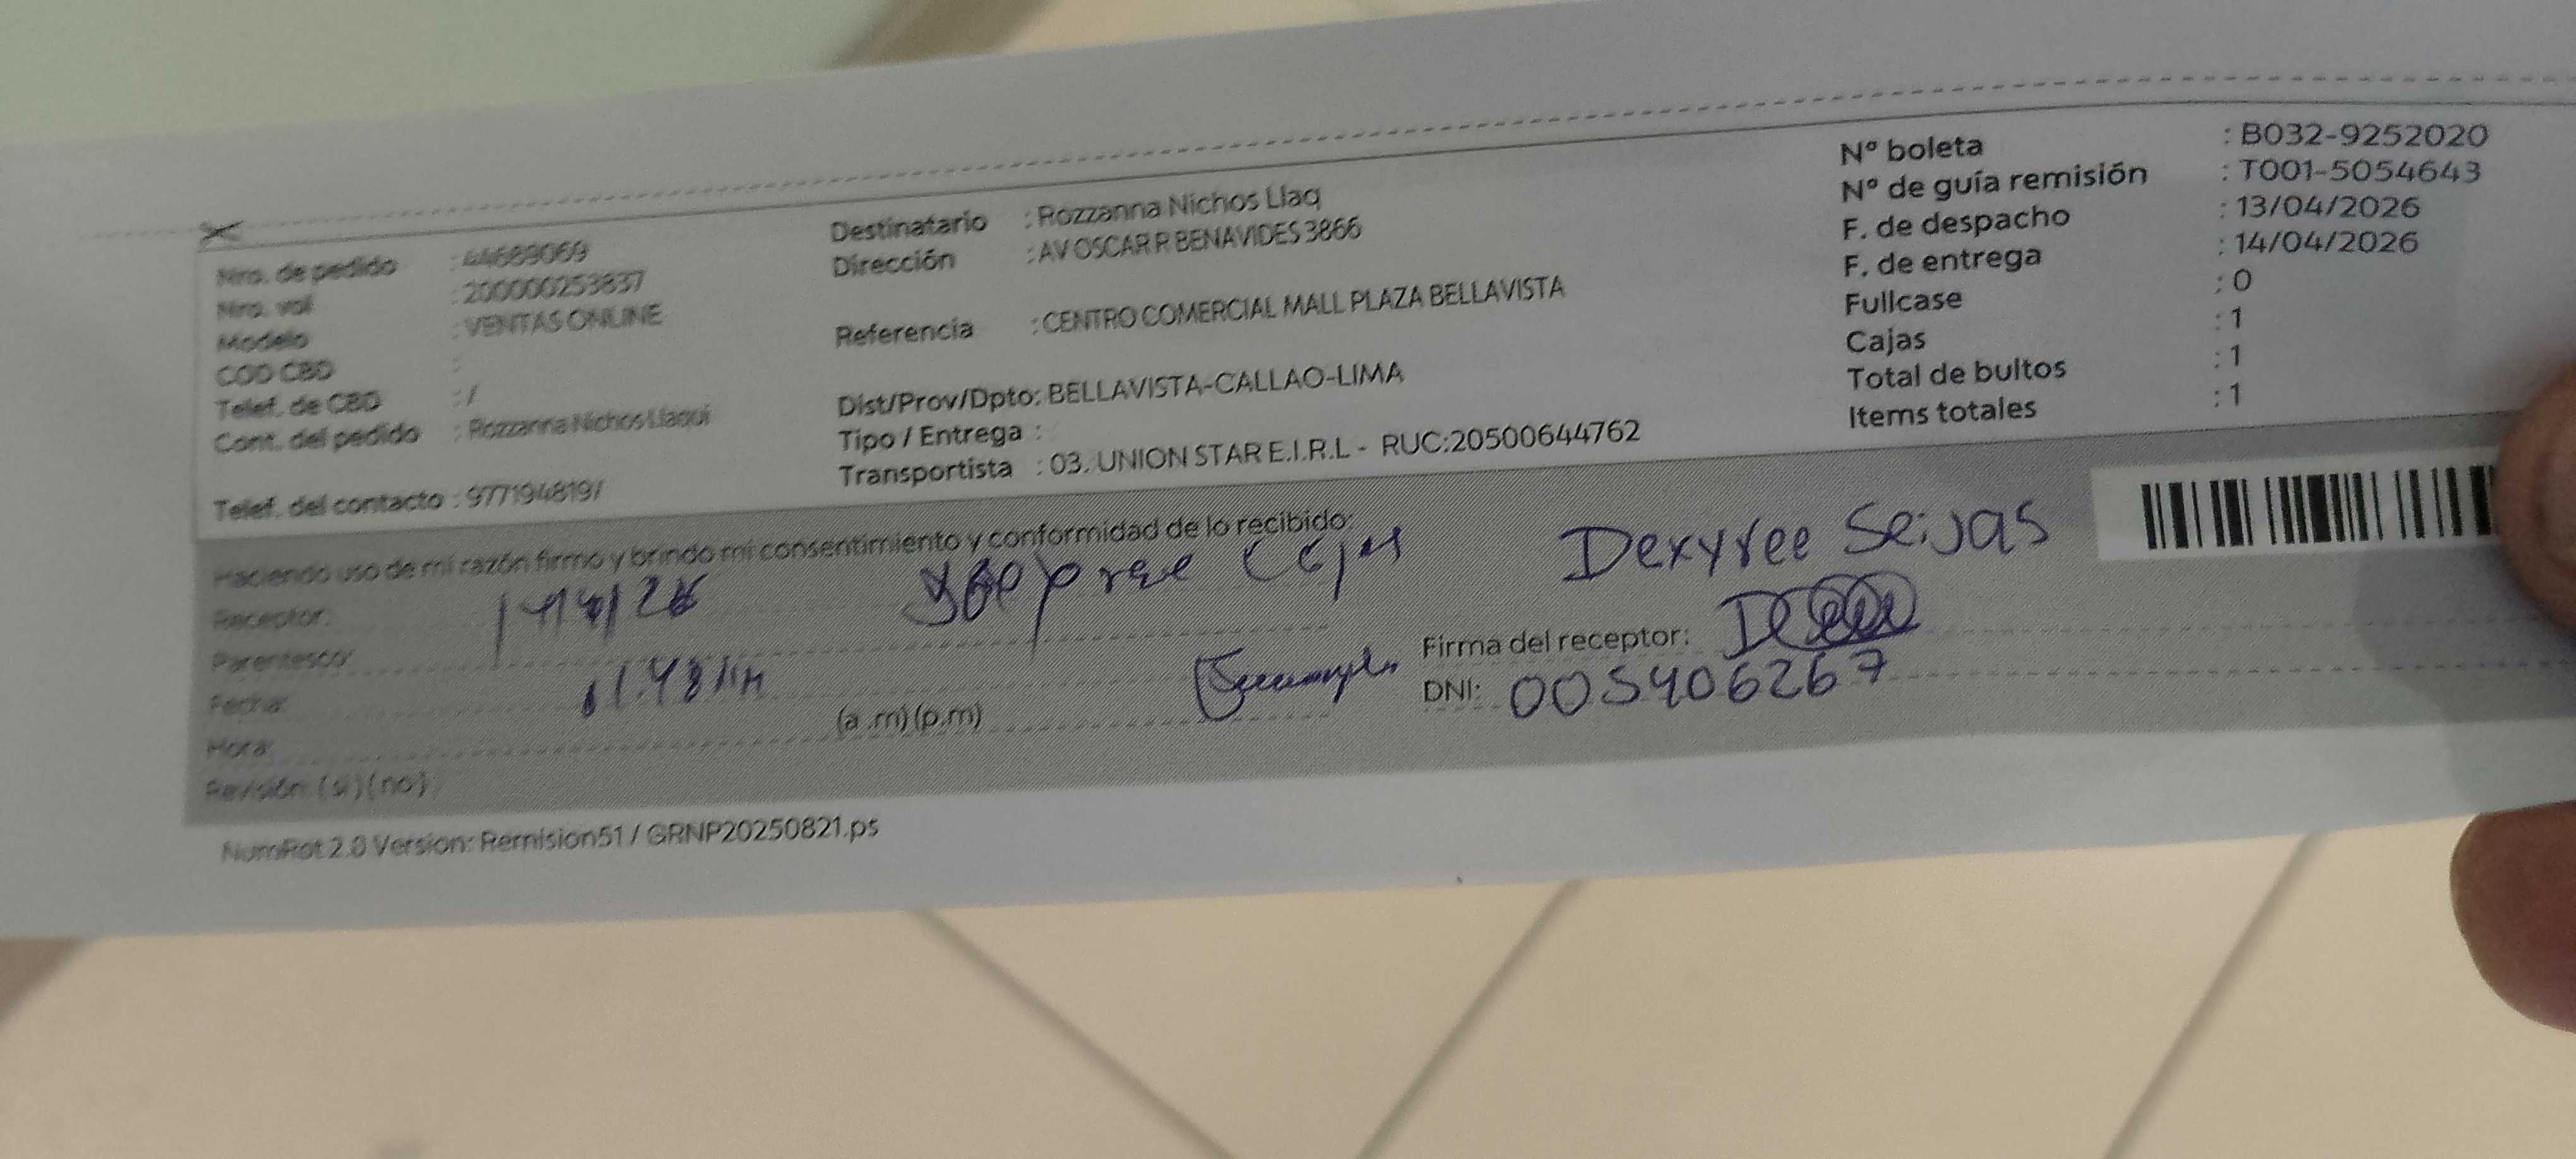 Nro. de pedido : 44689069
Nro. vol : 200000253837
Modelo : VENTAS ONLINE
COD CBD :
Telef. de CBD : /
Cont. del pedido : Rozzanna Nichos Llaqui
Telef. del contacto : 977194819/
Destinatario : Rozzanna Nichos Llaq
Dirección : AV OSCAR R BENAVIDES 3866
Referencia : CENTRO COMERCIAL MALL PLAZA BELLAVISTA
Dist/Prov/Dpto: BELLAVISTA-CALLAO-LIMA
Tipo / Entrega :
Transportista : 03. UNION STAR E.I.R.L - RUC:20500644762
N° boleta : B032-9252020
N° de guía remisión : T001-5054643
F. de despacho : 13/04/2026
F. de entrega : 14/04/2026
Fullcase : 0
Cajas : 1
Total de bultos : 1
Items totales : 1
Haciendo uso de mi razón firmo y brindo mi consentimiento y conformidad de lo recibido:
Dexyree Seijas
Receptor:
Parentesco:
Fecha:
Hora: (a .m) (p.m)
Revisión: ( si ) ( no )
Firma del receptor:
DNI: 005406267
NumRot 2.0 Version: Remision51 / GRNP20250821.ps